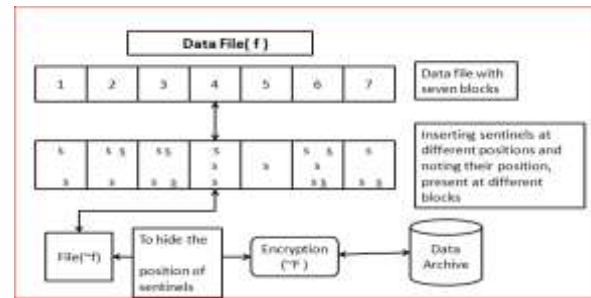 Data File( f )
1 2 3 4 5 6 7
Data file with
seven blocks
s s s s s s s s s
s s
s s s s s s s s s s
Inserting sentinels at
different positions and
noting their position,
present at different
blocks
File(~f)
To hide the
position of
sentinels
Encryption
(~F )
Data
Archive